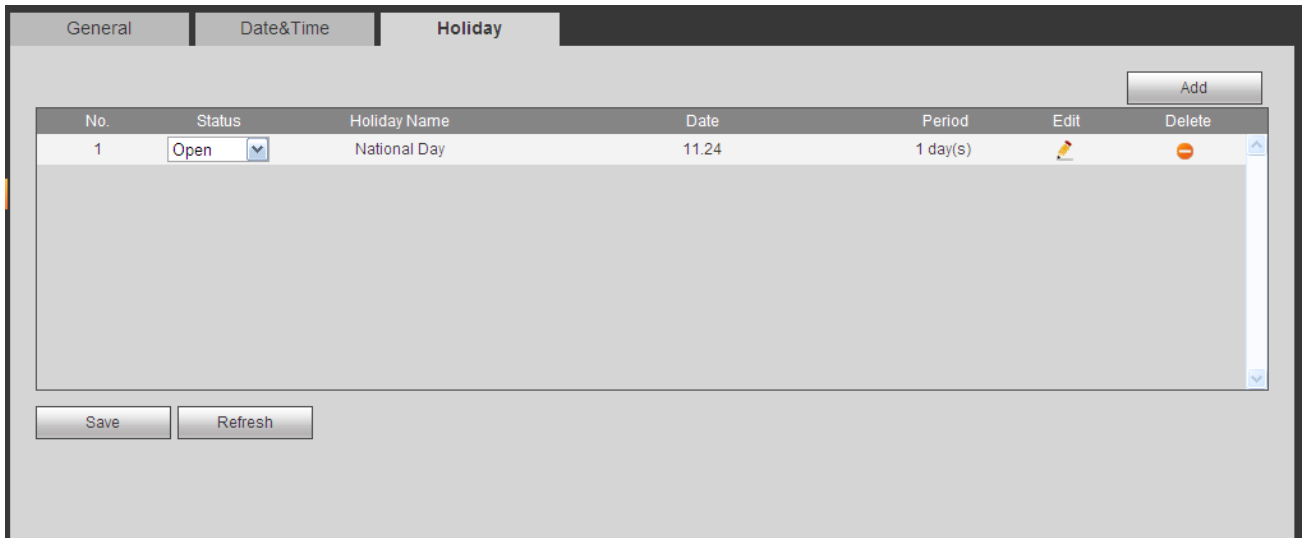 General Date&Time Holiday
Add
No. Status Holiday Name Date Period Edit Delete
1 Open National Day 11.24 1 day(s)
Save Refresh